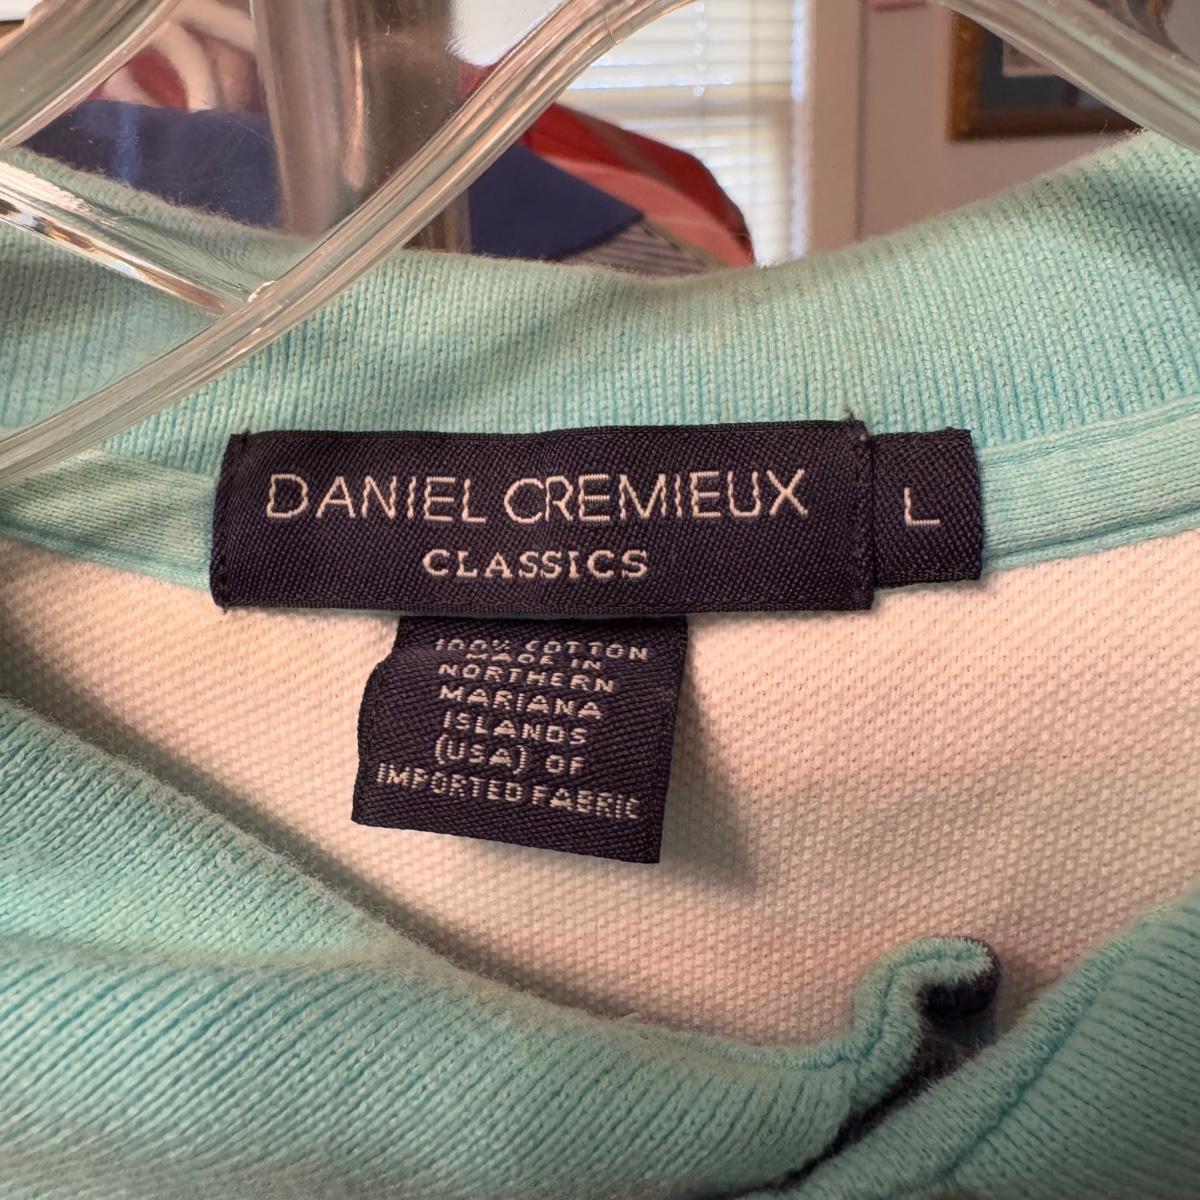 DANIEL CREMIEUX
CLASSICS
L
100% COTTON
MADE IN
NORTHERN
MARIANA
ISLANDS
(USA) OF
IMPORTED FABRIC